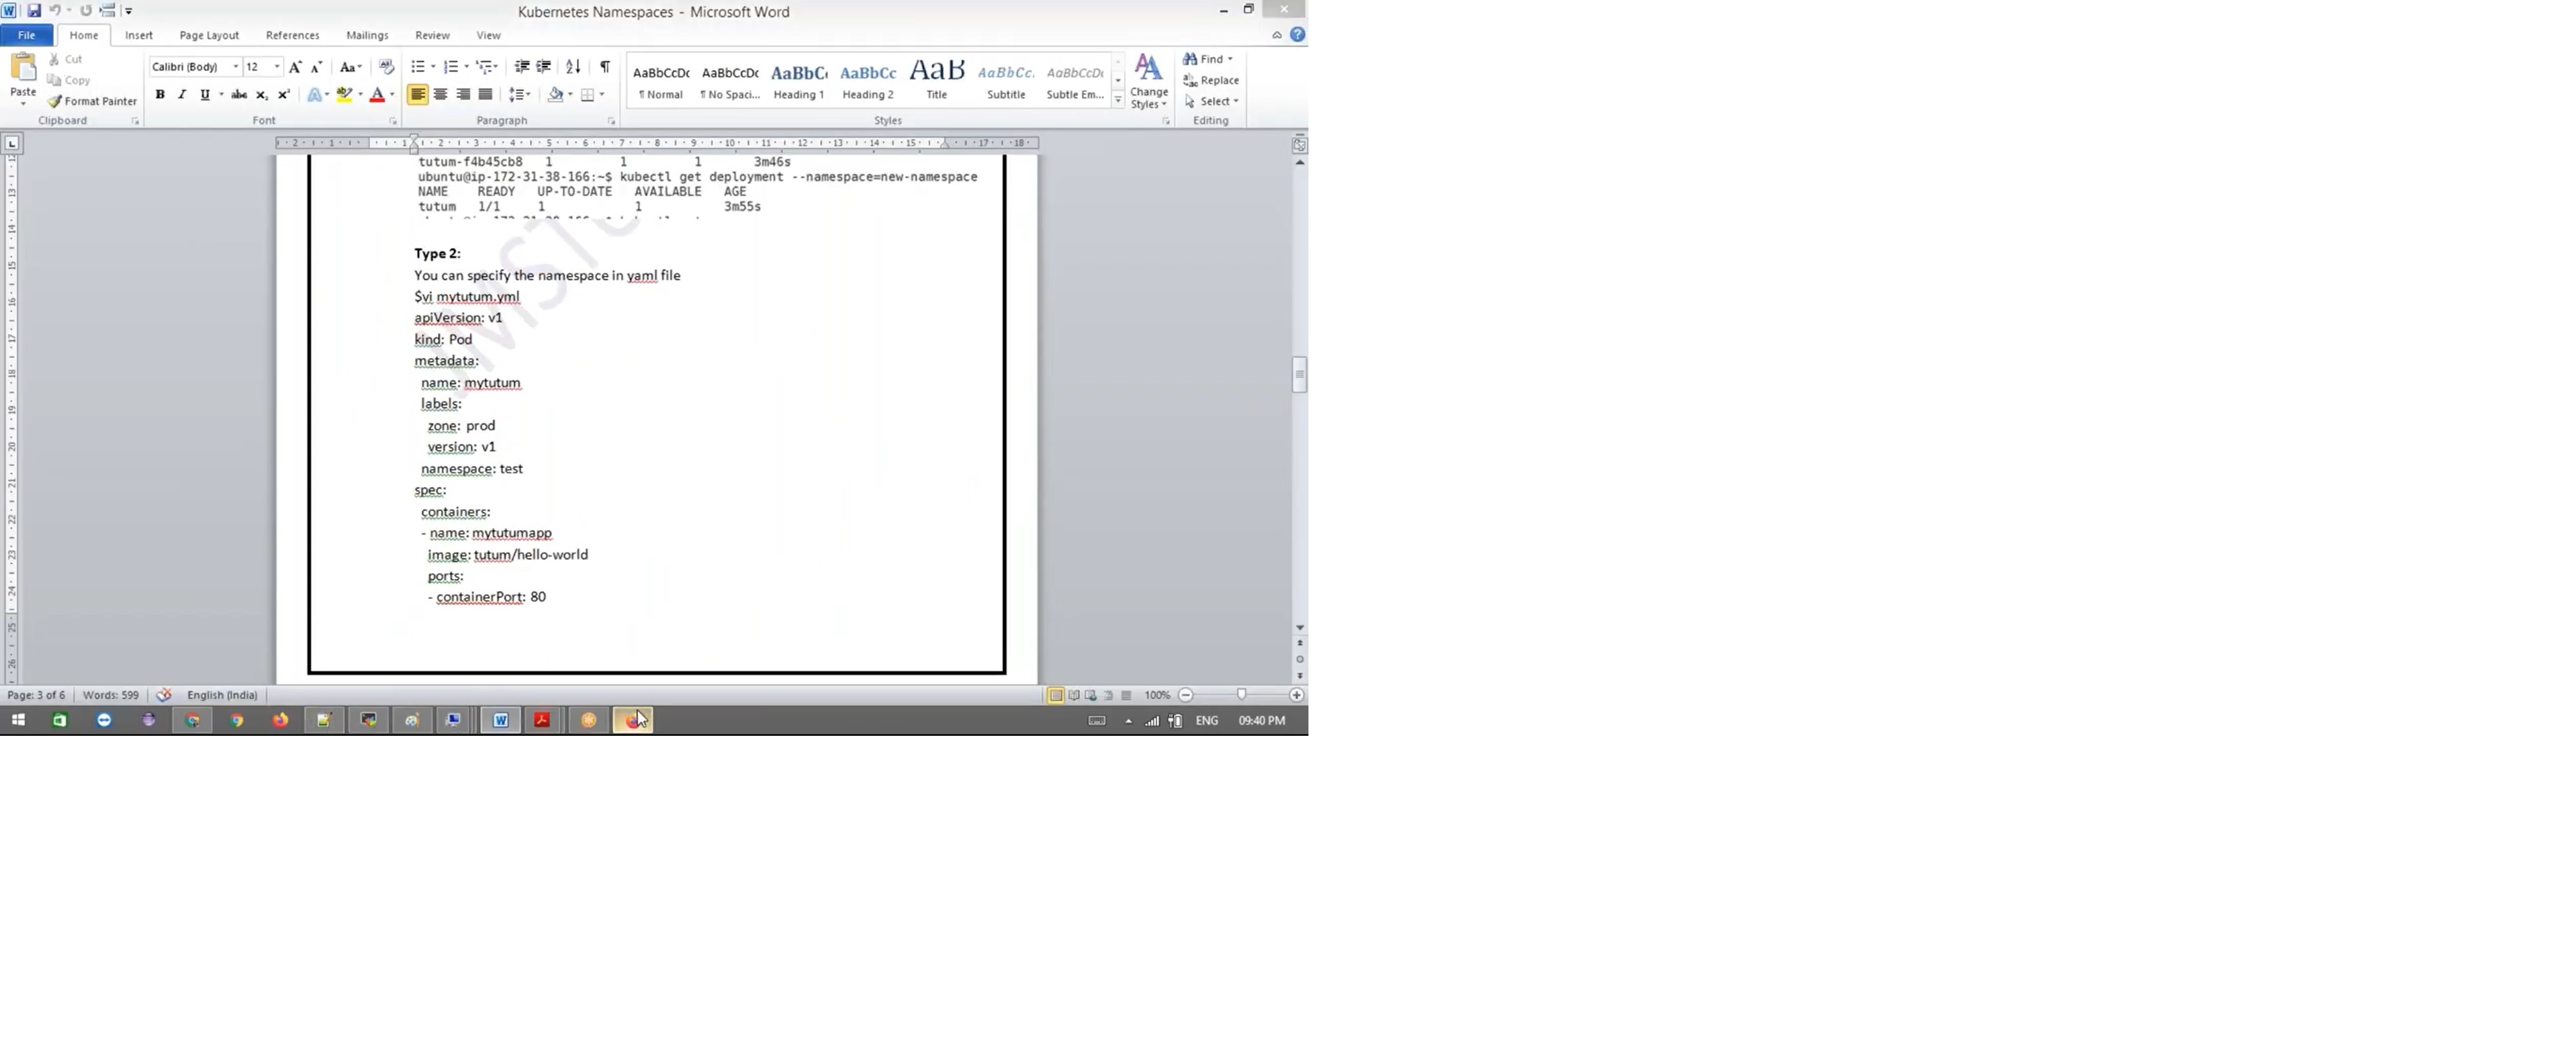 Kubernetes Namespaces - Microsoft Word
File Home Insert Page Layout References Mailings Review View
Paste Cut Copy Format Painter Clipboard
Calibri (Body) 12 Font
Paragraph
AaBbCcDc AaBbCcDc AaBbC AaBbCc AaB AaBbCc. AaBbCcDc
Normal No Spaci... Heading 1 Heading 2 Title Subtitle Subtle Em... Change Styles
Styles
Find Replace Select Editing
tutum-f4b45cb8 1 1 1 3m46s
ubuntu@ip-172-31-38-166:~$ kubectl get deployment --namespace=new-namespace
NAME READY UP-TO-DATE AVAILABLE AGE
tutum 1/1 1 1 3m55s
Type 2:
You can specify the namespace in yaml file
$vi mytutum.yml
apiVersion: v1
kind: Pod
metadata:
name: mytutum
labels:
zone: prod
version: v1
namespace: test
spec:
containers:
- name: mytutumapp
image: tutum/hello-world
ports:
- containerPort: 80
Page: 3 of 6 Words: 599 English (India) 100%
ENG 09:40 PM